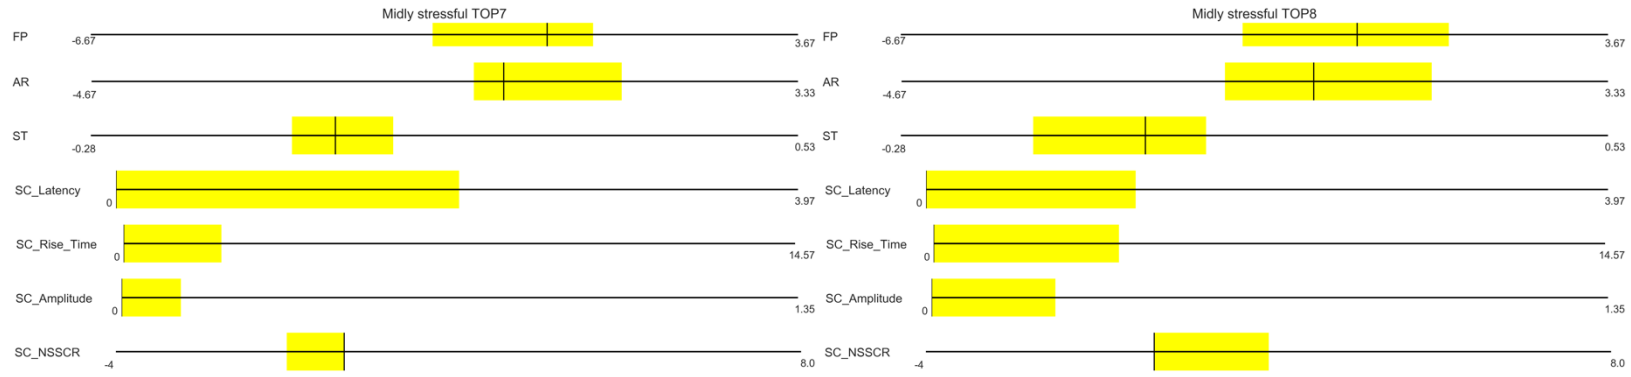 Midly stressful TOP7
FP
-6.67
3.67
AR
-4.67
3.33
ST
-0.28
0.53
SC_Latency
0
3.97
SC_Rise_Time
0
14.57
SC_Amplitude
0
1.35
SC_NSSCR
-4
8.0
Midly stressful TOP8
FP
-6.67
3.67
AR
-4.67
3.33
ST
-0.28
0.53
SC_Latency
0
3.97
SC_Rise_Time
0
14.57
SC_Amplitude
0
1.35
SC_NSSCR
-4
8.0